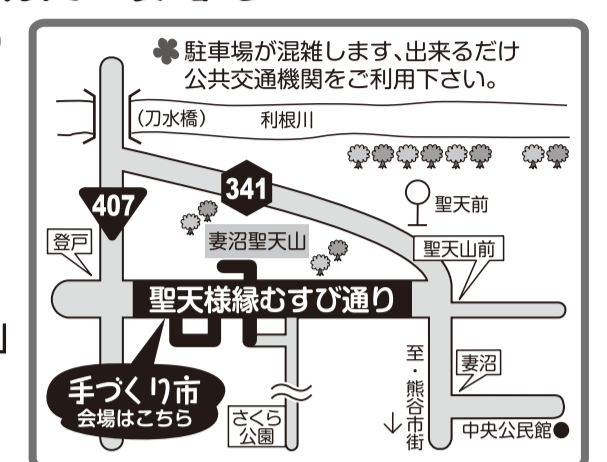 駐車場が混雑します、出来るだけ
公共交通機関をご利用下さい。
(刀水橋)
利根川
341
407
聖天前
登戸
妻沼聖天山
聖天山前
聖天様縁むすび通り
手づくり市
会場はこちら
至・熊谷市街
妻沼
さくら
公園
中央公民館